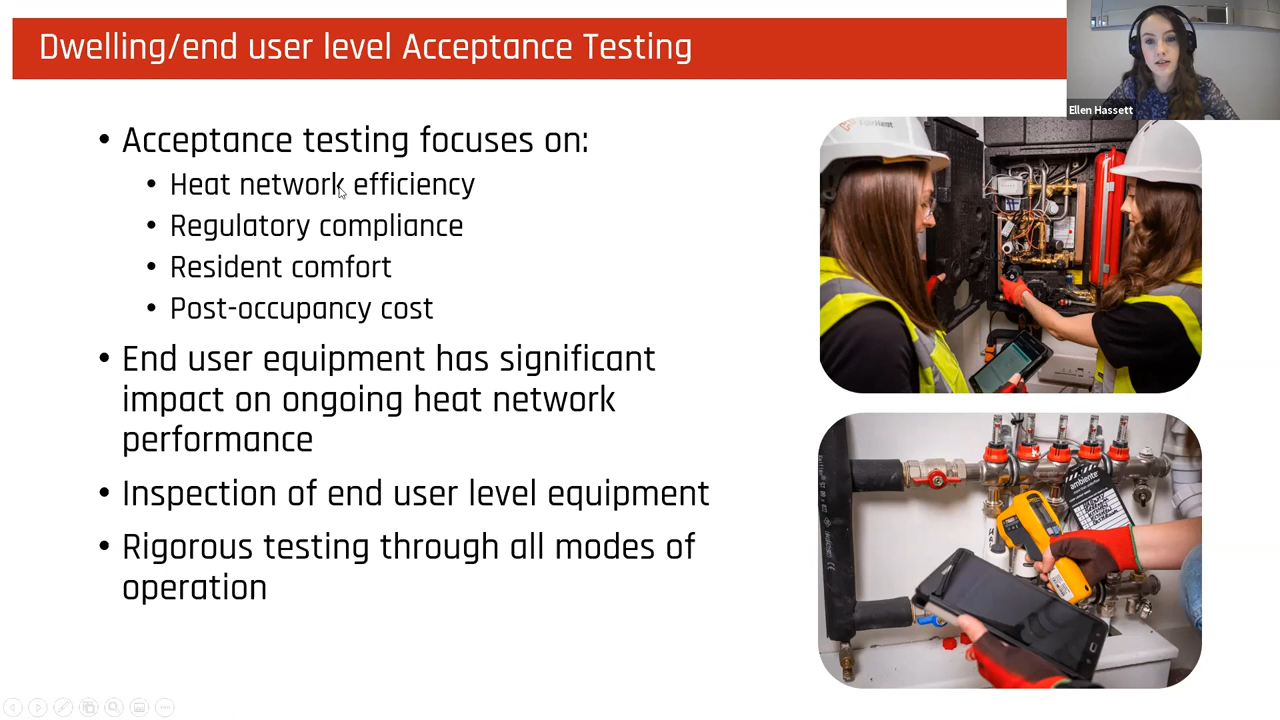 Dwelling/end user level Acceptance Testing
Ellen Hassett
• Acceptance testing focuses on:
• Heat network efficiency
• Regulatory compliance
• Resident comfort
• Post-occupancy cost
• End user equipment has significant
impact on ongoing heat network
performance
• Inspection of end user level equipment
• Rigorous testing through all modes of
operation
ambiente